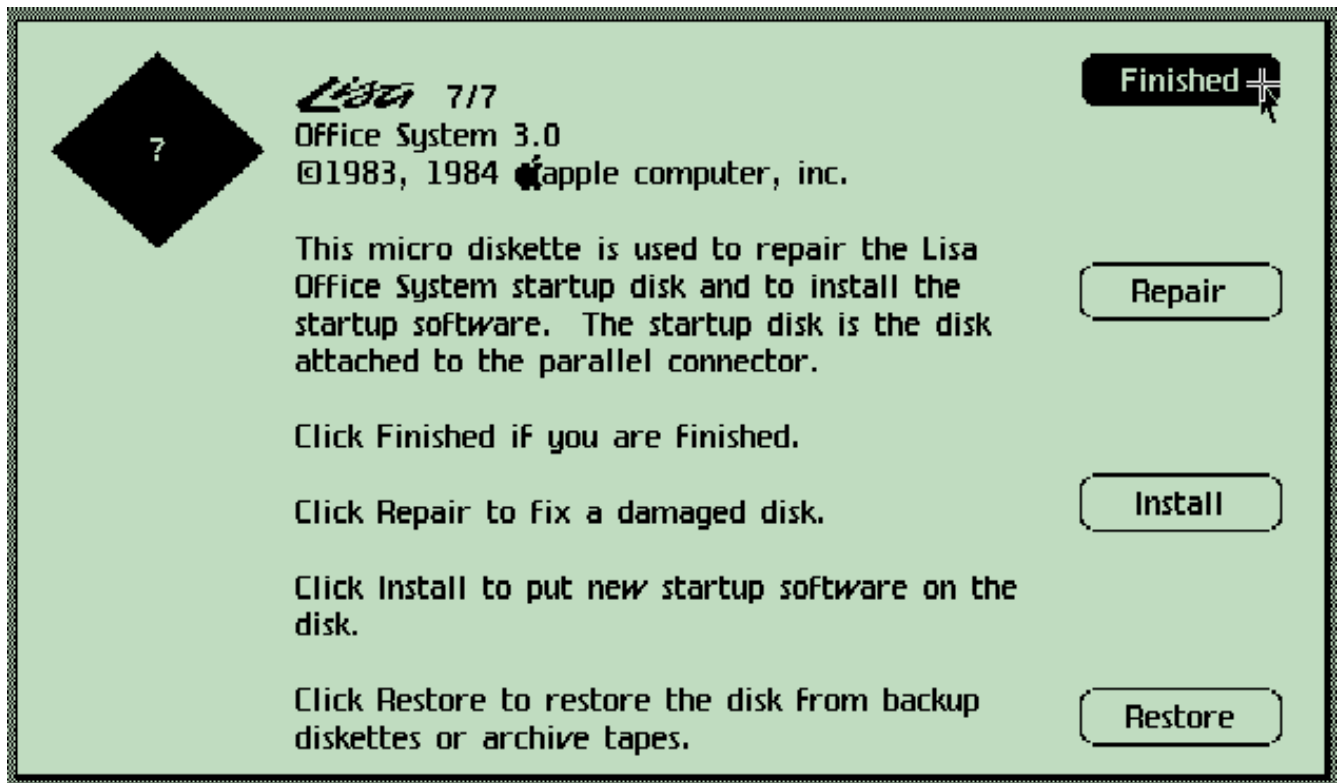 ?
Lisa 7/7
Office System 3.0
©1983, 1984 apple computer, inc.
This micro diskette is used to repair the Lisa
Office System startup disk and to install the
startup software.  The startup disk is the disk
attached to the parallel connector.
Click Finished if you are finished.
Click Repair to fix a damaged disk.
Click Install to put new startup software on the
disk.
Click Restore to restore the disk from backup
diskettes or archive tapes.
Finished
Repair
Install
Restore